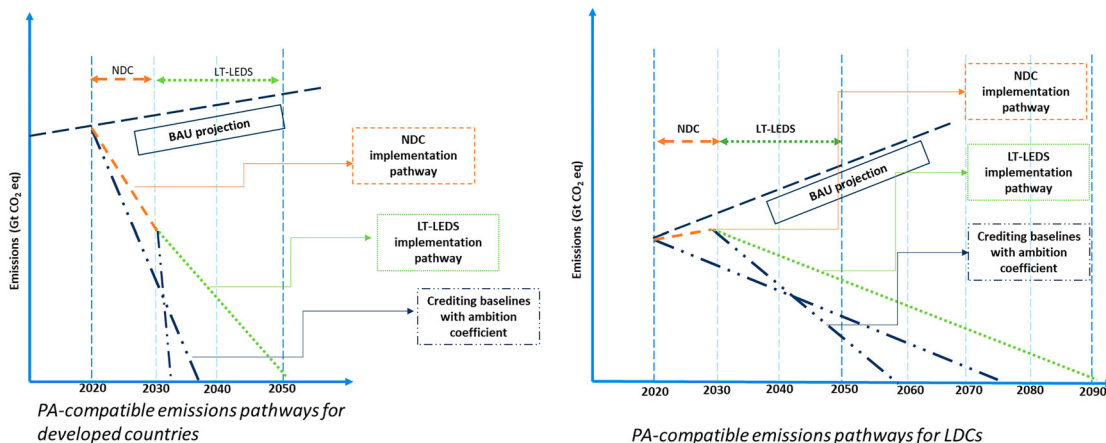 NDC
LT-LEDS
BAU projection
NDC
implementation
pathway
LT-LEDS
implementation
pathway
Crediting baselines
with ambition
coefficient
Emissions (Gt CO2 eq)
2020
2030
2040
2050
PA-compatible emissions pathways for
developed countries
NDC
LT-LEDS
BAU projection
NDC
implementation
pathway
LT-LEDS
implementation
pathway
Crediting baselines
with ambition
coefficient
Emissions (Gt CO2 eq)
2020
2030
2040
2050
2060
2070
2080
2090
PA-compatible emissions pathways for LDCs